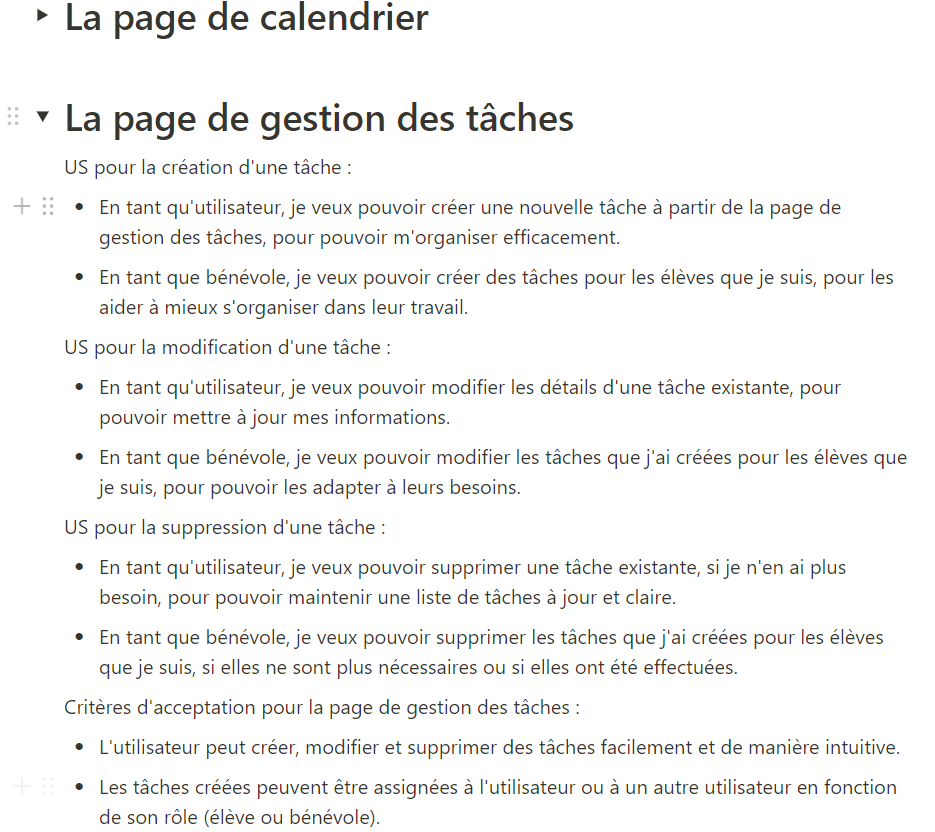 La page de calendrier
La page de gestion des tâches
US pour la création d'une tâche :
• En tant qu'utilisateur, je veux pouvoir créer une nouvelle tâche à partir de la page de
gestion des tâches, pour pouvoir m'organiser efficacement.
• En tant que bénévole, je veux pouvoir créer des tâches pour les élèves que je suis, pour les
aider à mieux s'organiser dans leur travail.
US pour la modification d'une tâche :
• En tant qu'utilisateur, je veux pouvoir modifier les détails d'une tâche existante, pour
pouvoir mettre à jour mes informations.
• En tant que bénévole, je veux pouvoir modifier les tâches que j'ai créées pour les élèves que
je suis, pour pouvoir les adapter à leurs besoins.
US pour la suppression d'une tâche :
• En tant qu'utilisateur, je veux pouvoir supprimer une tâche existante, si je n'en ai plus
besoin, pour pouvoir maintenir une liste de tâches à jour et claire.
• En tant que bénévole, je veux pouvoir supprimer les tâches que j'ai créées pour les élèves
que je suis, si elles ne sont plus nécessaires ou si elles ont été effectuées.
Critères d'acceptation pour la page de gestion des tâches :
• L'utilisateur peut créer, modifier et supprimer des tâches facilement et de manière intuitive.
• Les tâches créées peuvent être assignées à l'utilisateur ou à un autre utilisateur en fonction
de son rôle (élève ou bénévole).